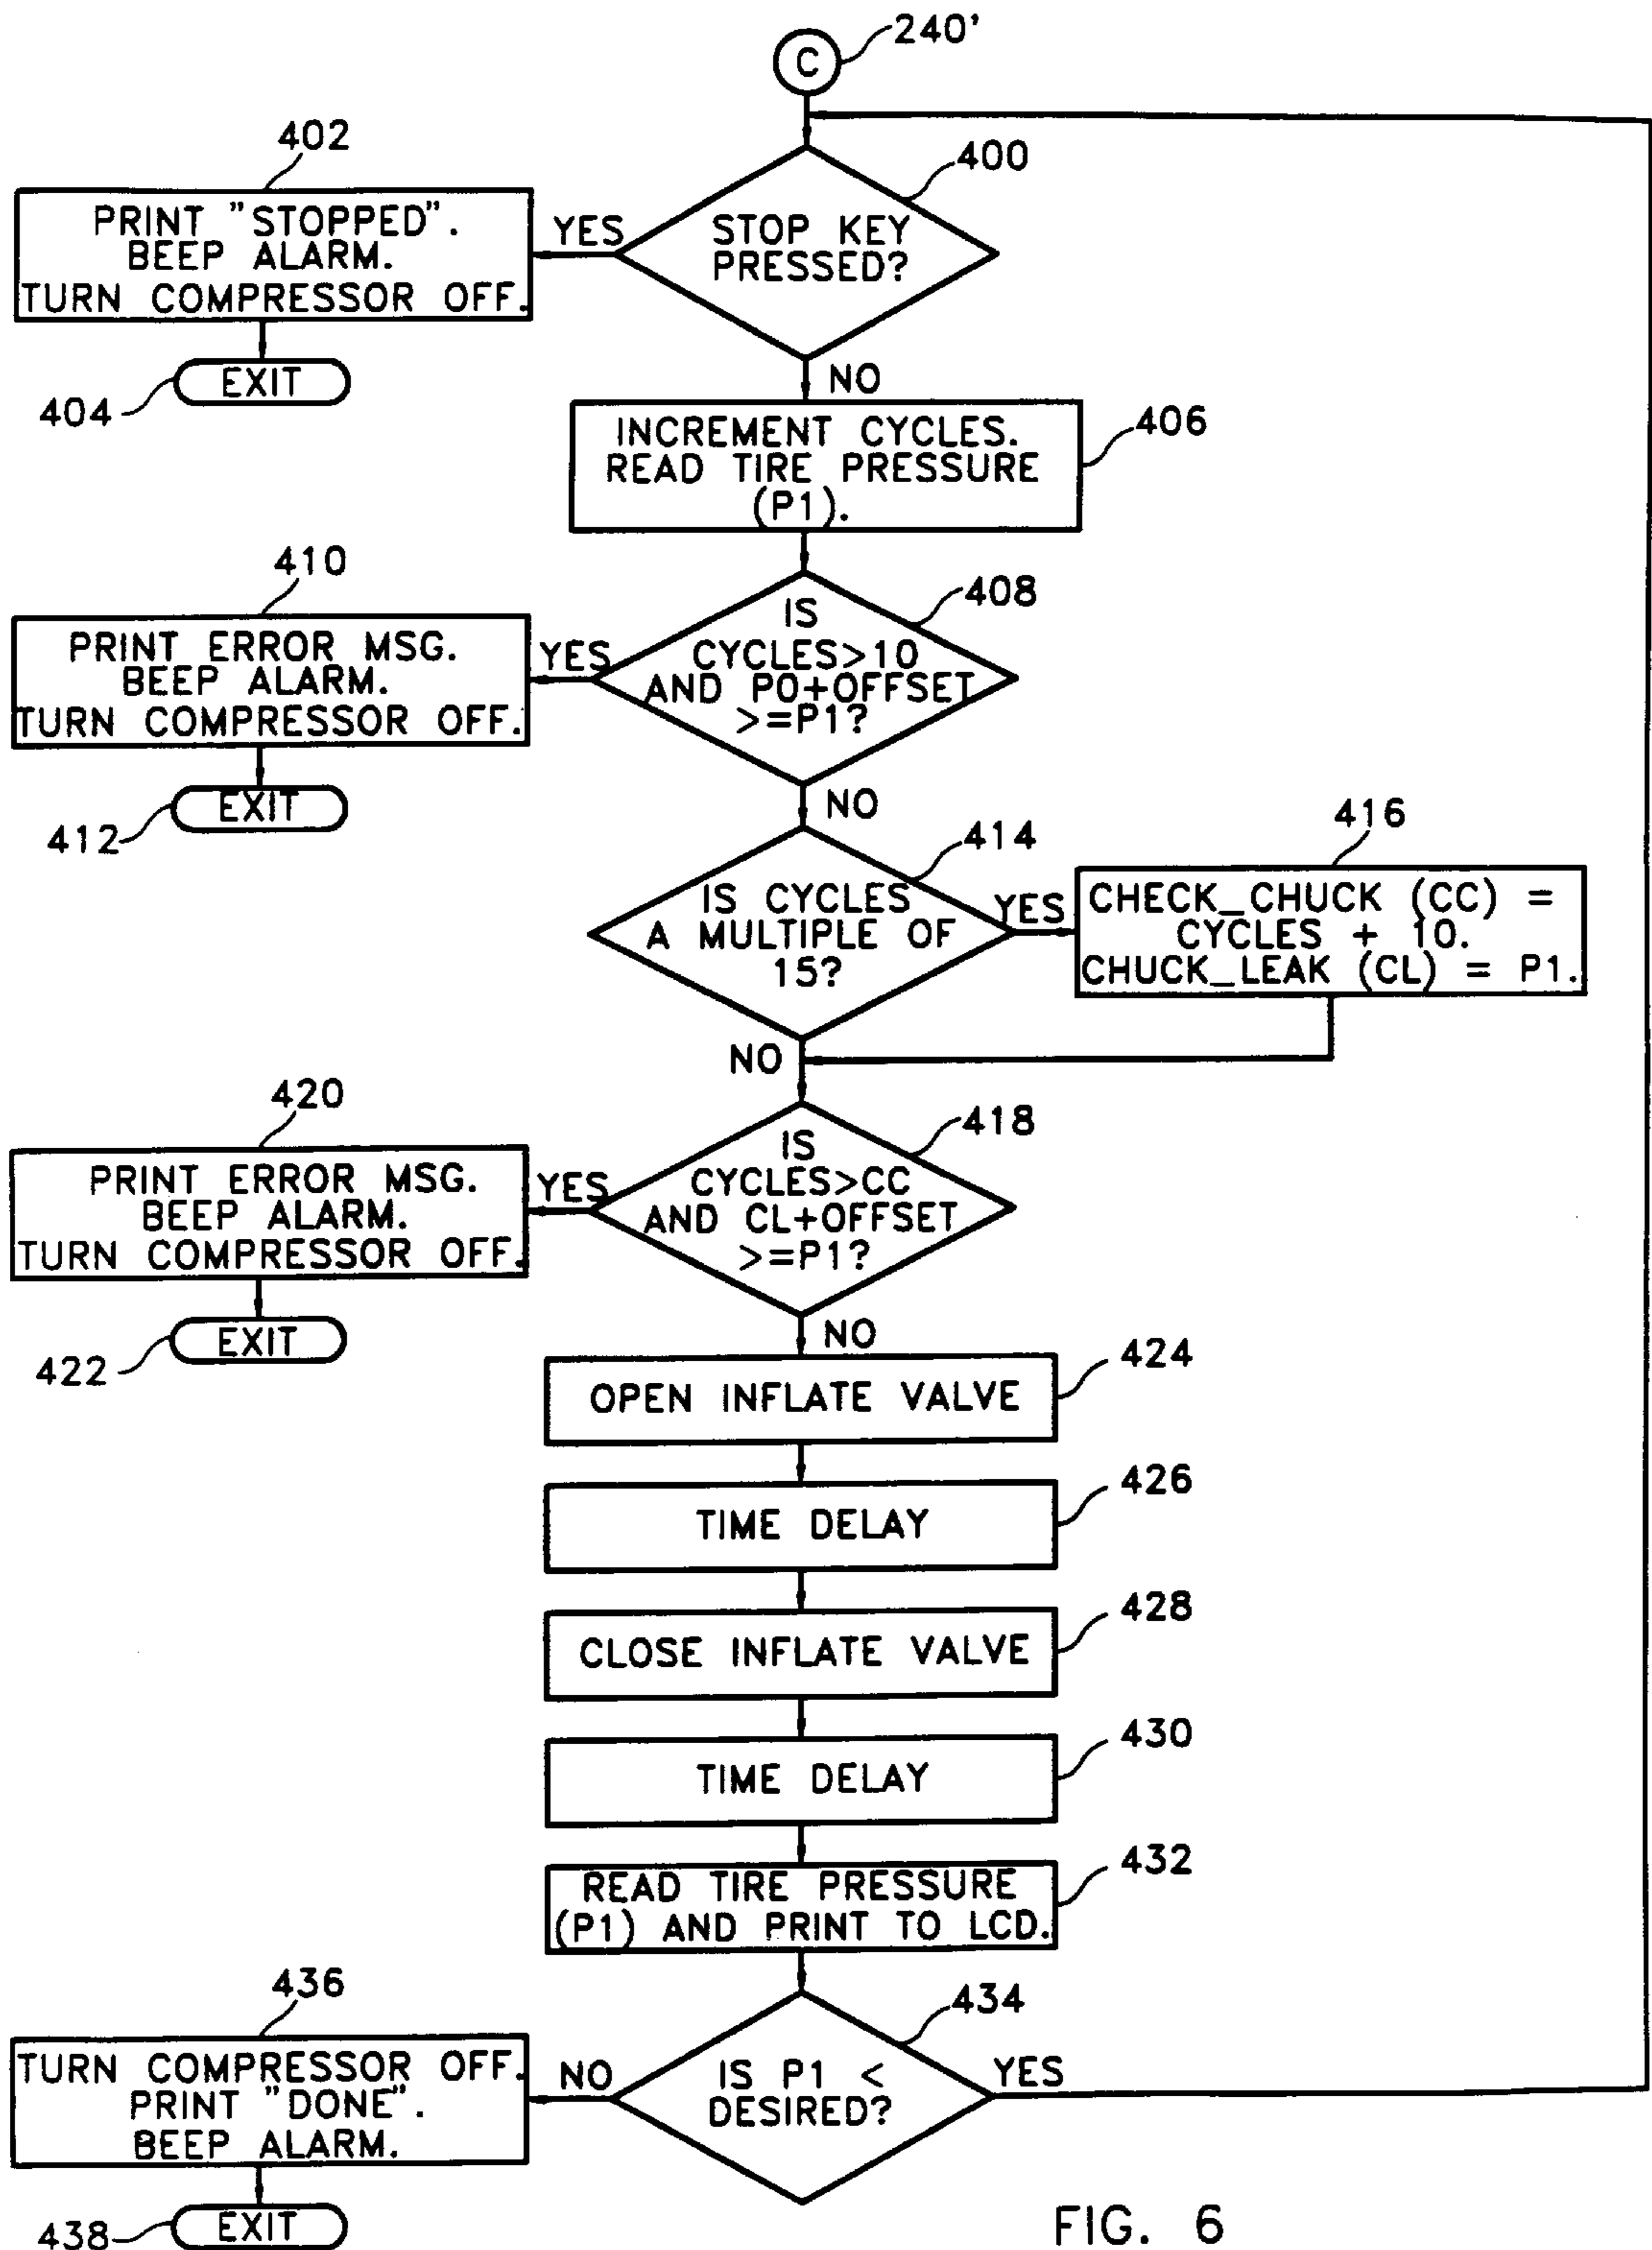 C
240'
402
400
PRINT "STOPPED".
BEEP ALARM.
TURN COMPRESSOR OFF.
YES
STOP KEY
PRESSED?
EXIT
404
NO
INCREMENT CYCLES.
READ TIRE PRESSURE
(P1).
406
410
408
PRINT ERROR MSG.
BEEP ALARM.
TURN COMPRESSOR OFF.
YES
IS
CYCLES>10
AND P0+OFFSET
>=P1?
EXIT
412
NO
414
416
IS CYCLES
A MULTIPLE OF
15?
YES
CHECK_CHUCK (CC) =
CYCLES + 10.
CHUCK_LEAK (CL) = P1.
NO
420
418
PRINT ERROR MSG.
BEEP ALARM.
TURN COMPRESSOR OFF.
YES
IS
CYCLES>CC
AND CL+OFFSET
>=P1?
EXIT
422
NO
424
OPEN INFLATE VALVE
426
TIME DELAY
428
CLOSE INFLATE VALVE
430
TIME DELAY
432
READ TIRE PRESSURE
(P1) AND PRINT TO LCD.
436
434
TURN COMPRESSOR OFF.
PRINT "DONE".
BEEP ALARM.
NO
IS P1 <
DESIRED?
YES
EXIT
438
FIG. 6